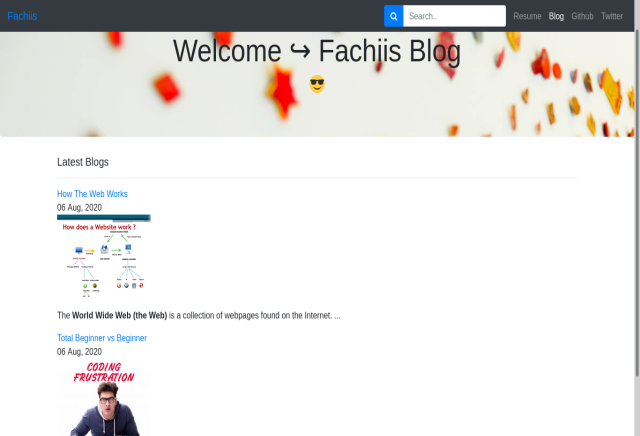 Fachiis
Search..
Resume
Blog
Github
Twitter
Welcome ↪ Fachiis Blog
😎
Latest Blogs
How The Web Works
06 Aug, 2020
How does a Website work ?
The World Wide Web (the Web) is a collection of webpages found on the Internet. ...
Total Beginner vs Beginner
06 Aug, 2020
CODING
FRUSTRATION